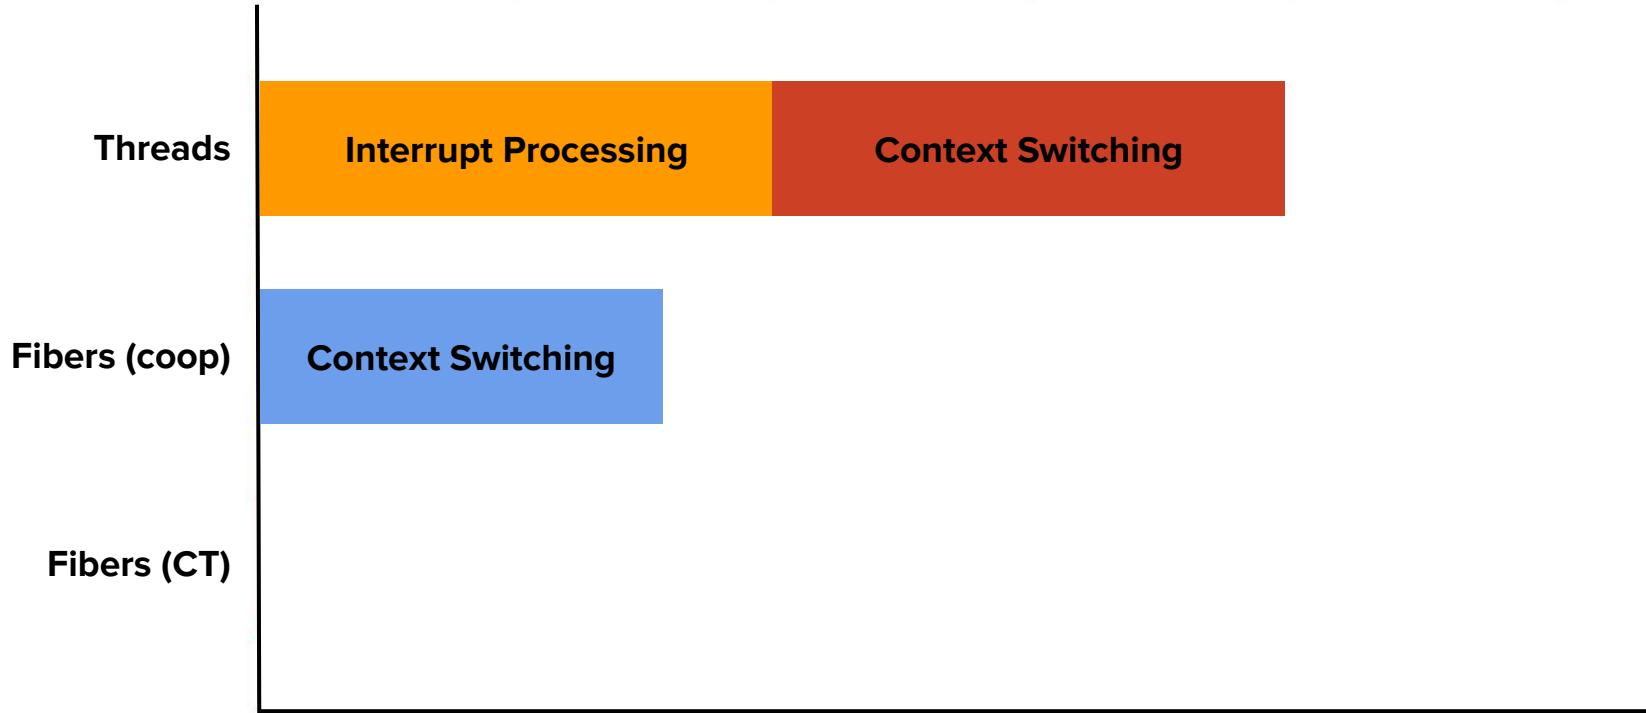 Threads
Interrupt Processing
Context Switching
Fibers (coop)
Context Switching
Fibers (CT)